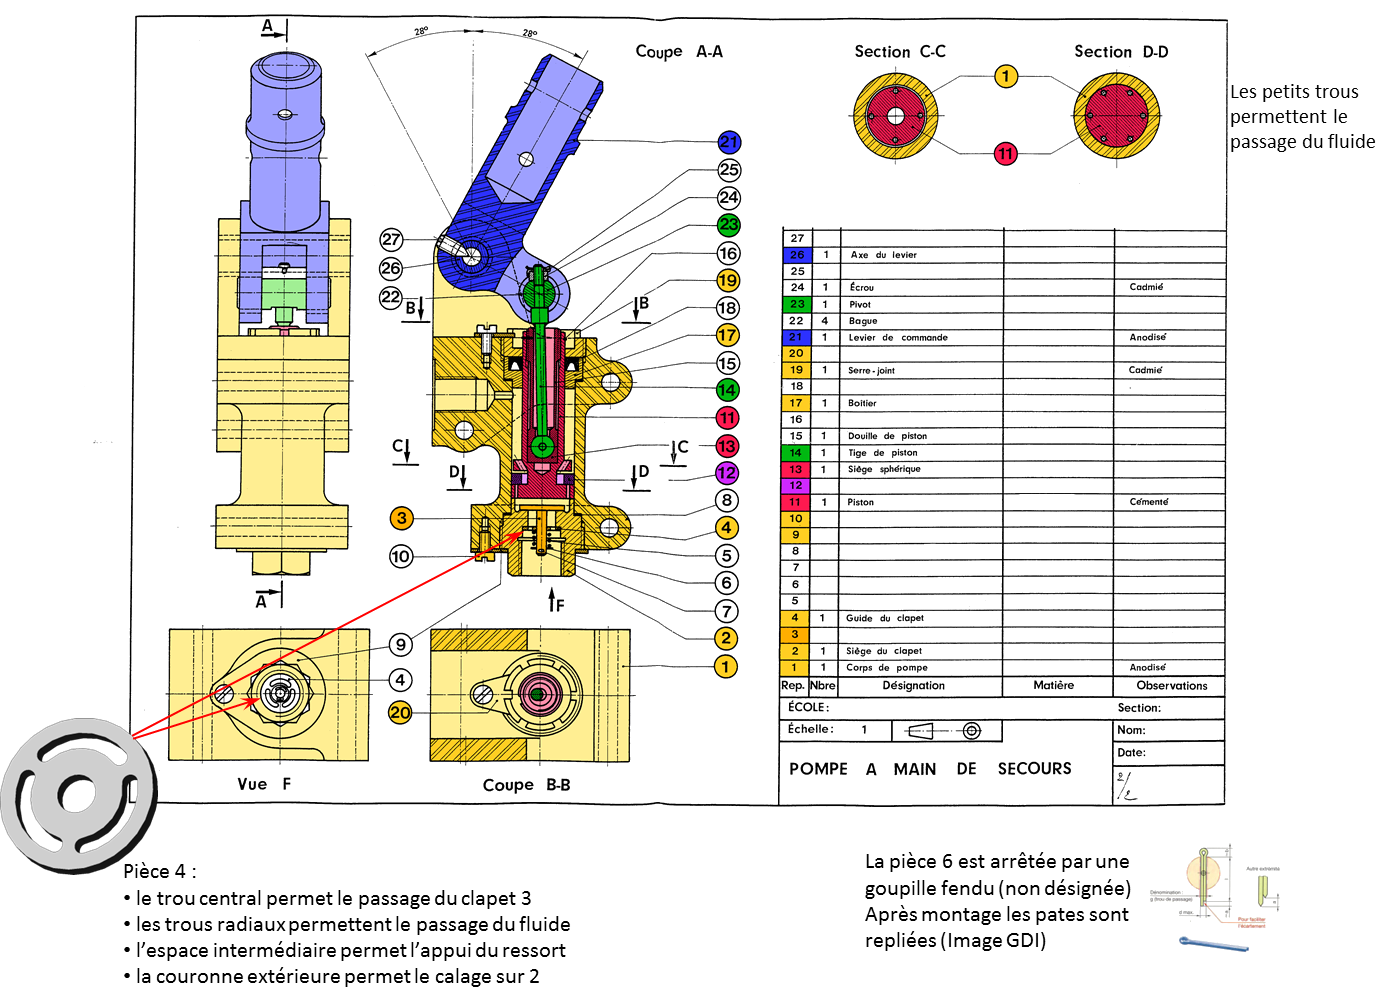 A
28°
28°
Coupe A-A
Section C-C
Section D-D
1
11
Les petits trous
permettent le
passage du fluide
21
25
24
23
16
19
18
17
15
14
11
13
12
8
4
5
6
7
2
1
27
26
22
B
B
C
C
D
D
3
10
A
F
9
4
20
Vue F
Coupe B-B
27
26 1 Axe du levier
25
24 1 Écrou Cadmié
23 1 Pivot
22 4 Bague
21 1 Levier de commande Anodisé
20
19 1 Serre-joint Cadmié
18
17 1 Boitier
16
15 1 Douille de piston
14 1 Tige de piston
13 1 Siège sphérique
12
11 1 Piston Cémenté
10
9
8
7
6
5
4 1 Guide du clapet
3
2 1 Siège du clapet
1 1 Corps de pompe Anodisé
Rep. Nbre Désignation Matière Observations
ÉCOLE: Section:
Échelle: 1 Nom:
Date:
POMPE A MAIN DE SECOURS
2/2
Pièce 4 :
• le trou central permet le passage du clapet 3
• les trous radiaux permettent le passage du fluide
• l'espace intermédiaire permet l'appui du ressort
• la couronne extérieure permet le calage sur 2
La pièce 6 est arrêtée par une
goupille fendu (non désignée)
Après montage les pates sont
repliées (Image GDI)
Autre extrémité
Dénomination :
g (trou de passage)
d max.
Pour faciliter
l'écartement